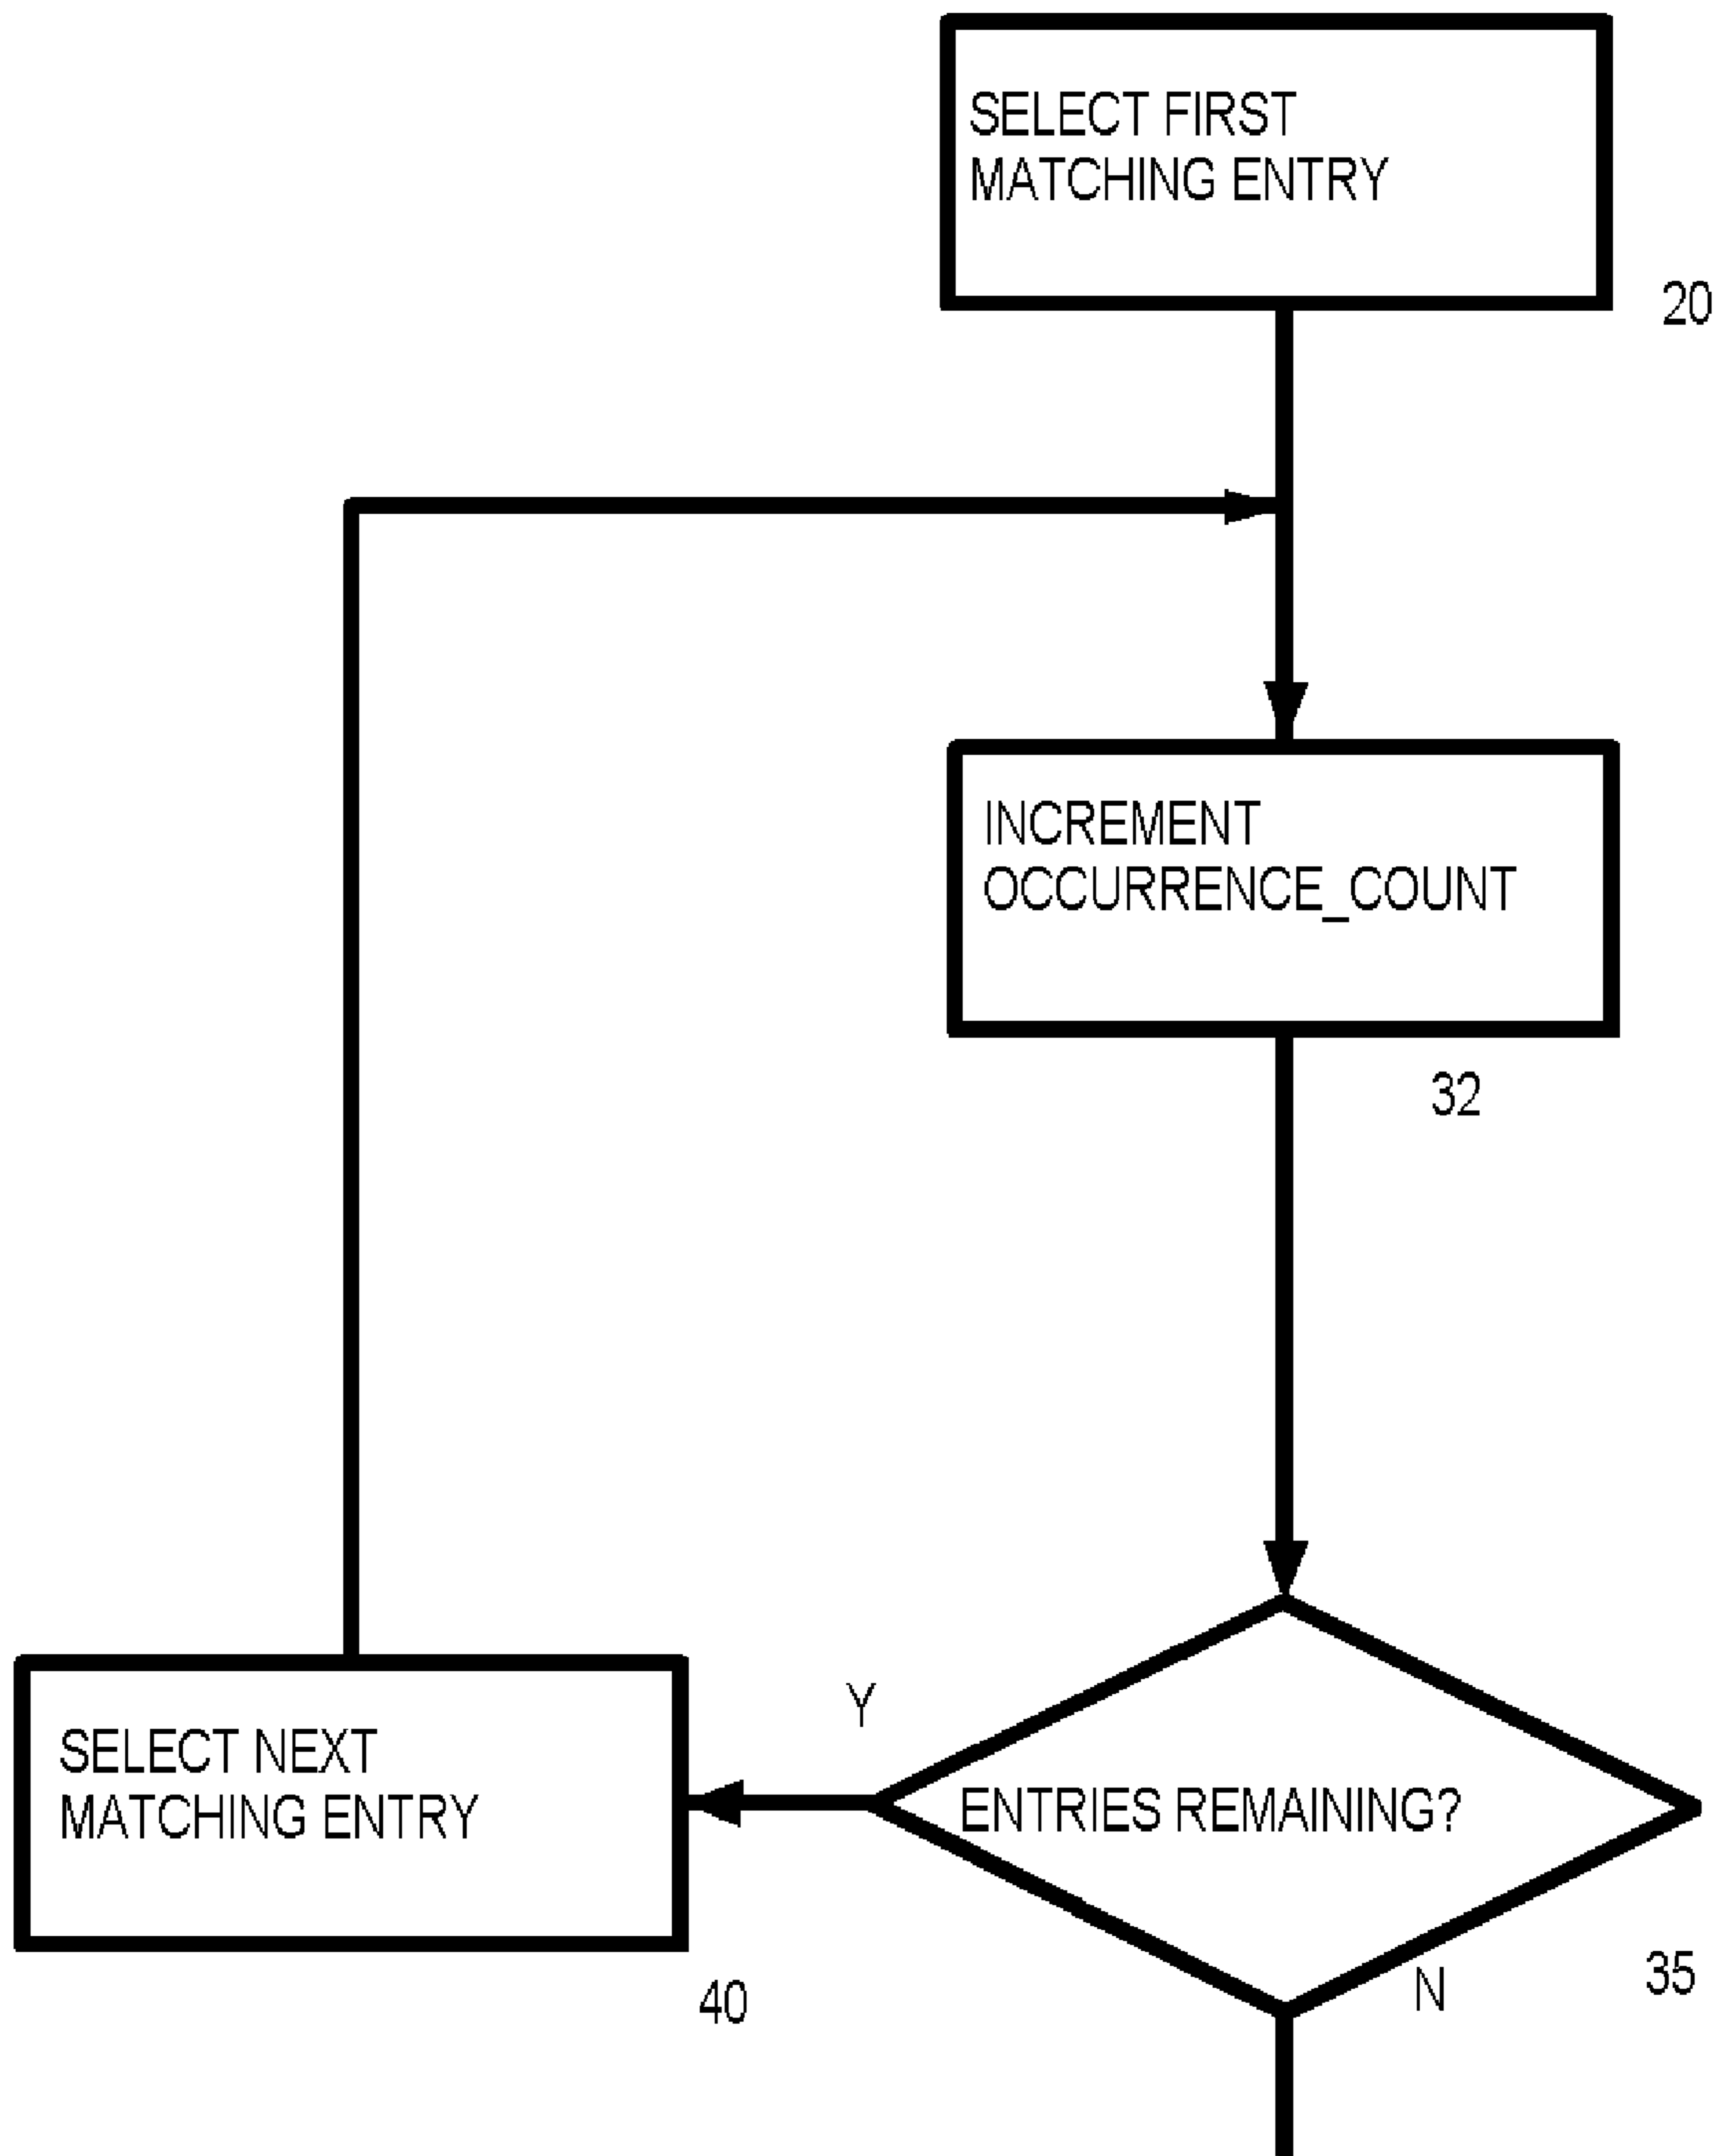 SELECT FIRST
MATCHING ENTRY
20
INCREMENT
OCCURRENCE_COUNT
32
Y
SELECT NEXT
MATCHING ENTRY
ENTRIES REMAINING?
40
N
35